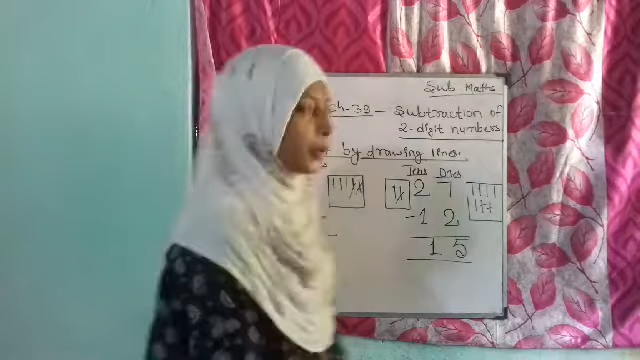 Sub Maths
Ch-39 - Subtraction of
2-digit numbers
by drawing lines.
Tens Ones
2 7
-1 2
1 5